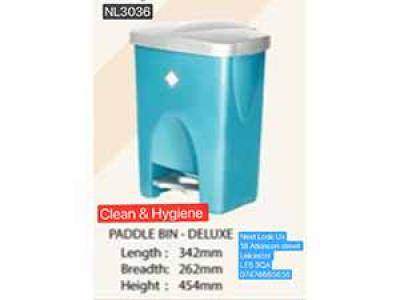 NL3036
Clean & Hygiene
PADDLE BIN - DELUXE
Length : 342mm
Breadth: 262mm
Height : 454mm
Next Look Us
18 Atkinson street
Leicester
LE5 3QA